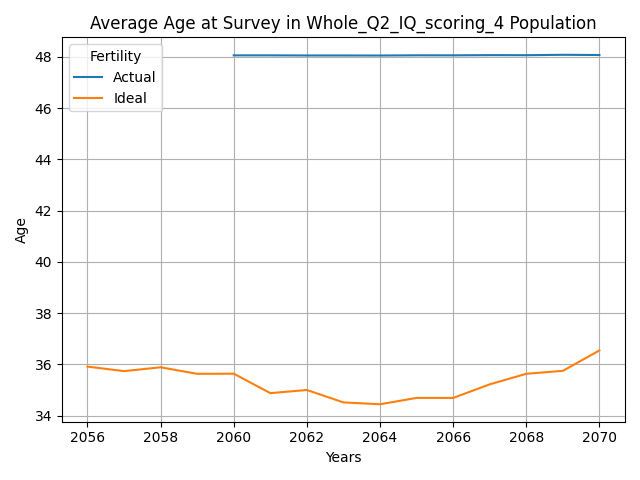 Average Age at Survey in Whole_Q2_IQ_scoring_4 Population
Fertility
Actual
Ideal
Age
48
46
44
42
40
38
36
34
2056 2058 2060 2062 2064 2066 2068 2070
Years